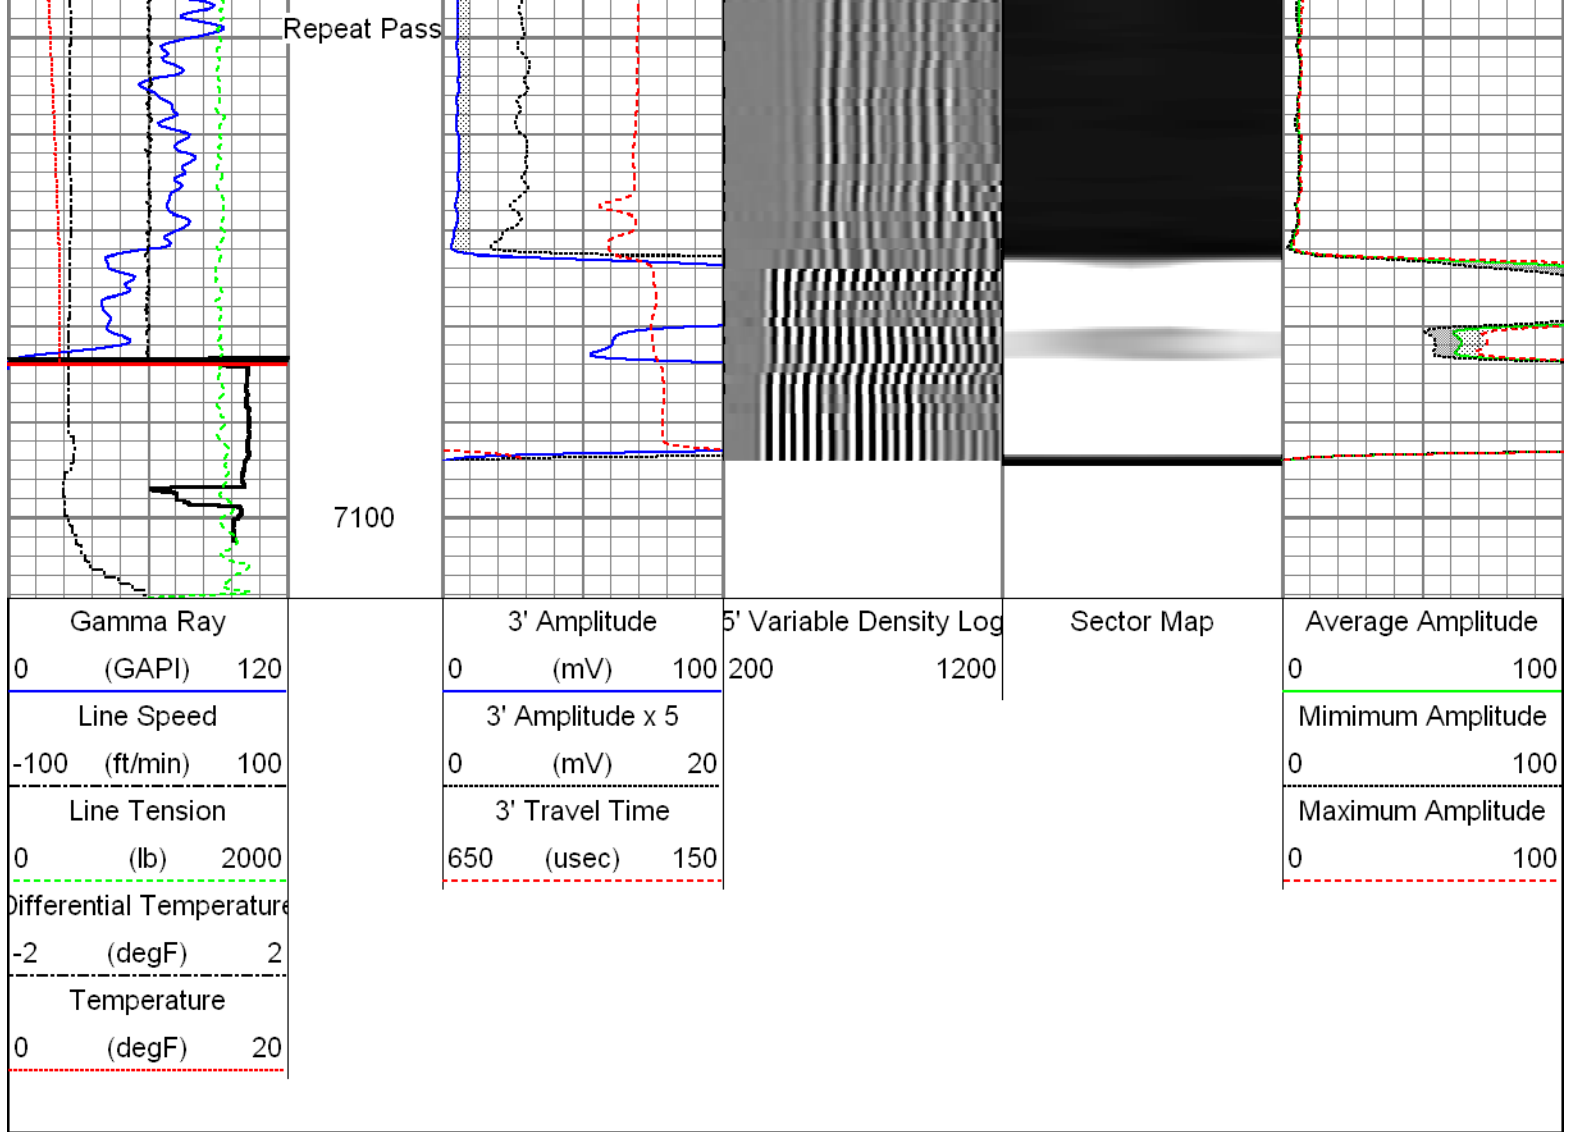 Repeat Pass
7100
Gamma Ray
0 (GAPI) 120
Line Speed
-100 (ft/min) 100
Line Tension
0 (lb) 2000
Differential Temperature
-2 (degF) 2
Temperature
0 (degF) 20
3' Amplitude
0 (mV) 100
3' Amplitude x 5
0 (mV) 20
3' Travel Time
650 (usec) 150
5' Variable Density Log
200 1200
Sector Map
Average Amplitude
0 100
Mimimum Amplitude
0 100
Maximum Amplitude
0 100